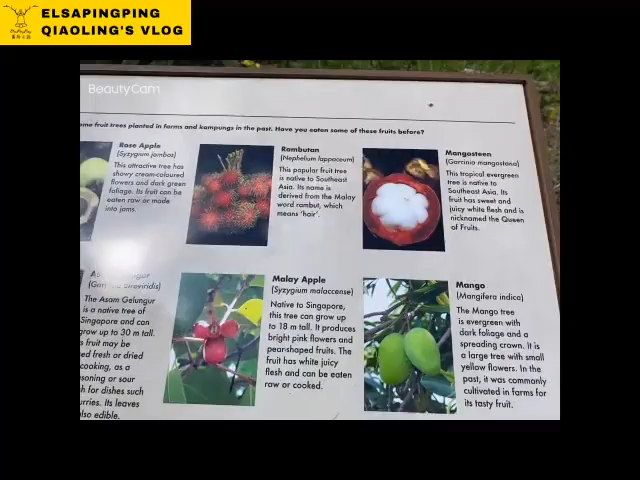 ELSAPINGPING
QIAOLING'S VLOG
BeautyCam
fruit trees planted in farms and kampungs in the past. Have you eaten some of these fruits before?
Rose Apple
(Syzygium jambos)
This attractive tree has
showy cream-coloured
flowers and dark green
foliage. Its fruit can be
eaten raw or made
into jams.
Rambutan
(Nephelium lappaceum)
This popular fruit tree
is native to Southeast
Asia. Its name is
derived from the Malay
word rambut, which
means 'hair'.
Mangosteen
(Garcinia mangostana)
This tropical evergreen
tree is native to
Southeast Asia. Its
fruit has sweet and
juicy white flesh and is
nicknamed the Queen
of Fruits.
The Asam Gelungur
is a native tree of
Singapore and can
grow up to 30 m tall.
fruit may be
fresh or dried
cooking, as a
or sour
for dishes such
Its leaves
also edible.
Malay Apple
(Syzygium malaccense)
Native to Singapore,
this tree can grow up
to 18 m tall. It produces
bright pink flowers and
pear-shaped fruits. The
fruit has white juicy
flesh and can be eaten
raw or cooked.
Mango
(Mangifera indica)
The Mango tree
is evergreen with
dark foliage and a
spreading crown. It is
a large tree with small
yellow flowers. In the
past, it was commonly
cultivated in farms for
its tasty fruit.